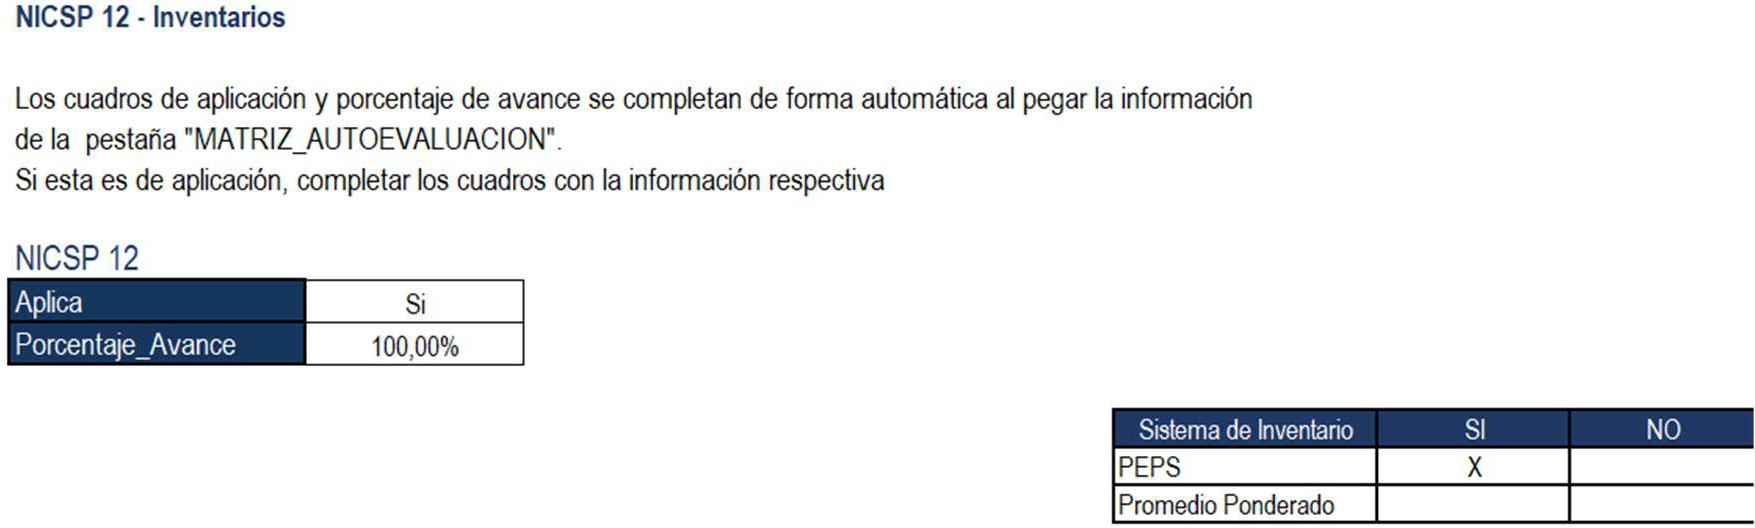 NICSP 12 - Inventarios
Los cuadros de aplicación y porcentaje de avance se completan de forma automática al pegar la información
de la pestaña "MATRIZ_AUTOEVALUACION".
Si esta es de aplicación, completar los cuadros con la información respectiva
NICSP 12
Aplica Si
Porcentaje_Avance 100,00%
Sistema de Inventario SI NO
PEPS X
Promedio Ponderado